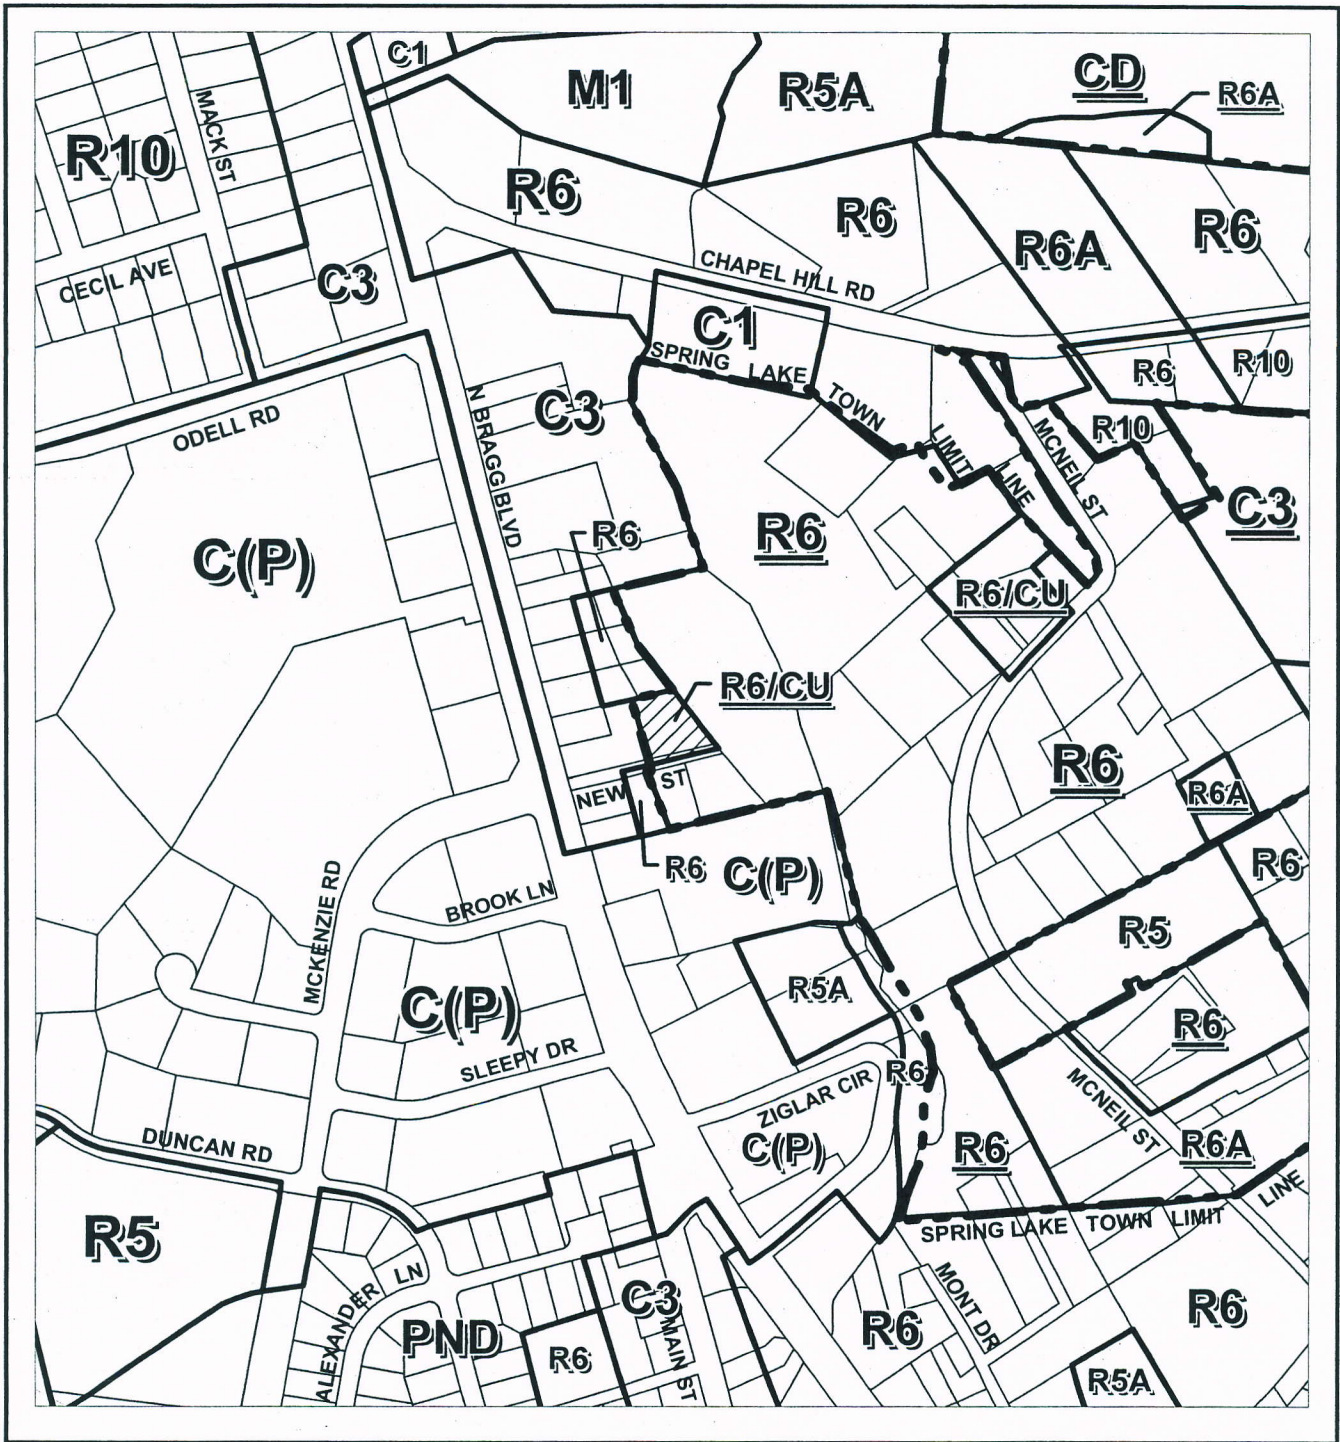 C1
M1
R5A
CD
R6A
MACK ST
R10
R6
R6
R6A
R6
CECIL AVE
C3
CHAPEL HILL RD
C1
SPRING LAKE TOWN LIMIT LINE
R6
R10
ODELL RD
N BRAGG BLVD
C3
R10
MCNEIL ST
C3
C(P)
R6
R6
R6/CU
R6/CU
R6
R6A
NEW ST
R6
C(P)
R6
MCKENZIE RD
BROOK LN
R5
R5A
C(P)
R6
SLEEPY DR
R6
ZIGLAR CIR
MCNEIL ST
DUNCAN RD
C(P)
R6
R6A
SPRING LAKE TOWN LIMIT LINE
R5
ALEXANDER LN
C3
MONT DR
R6
R6
PND
R6
MAIN ST
R5A